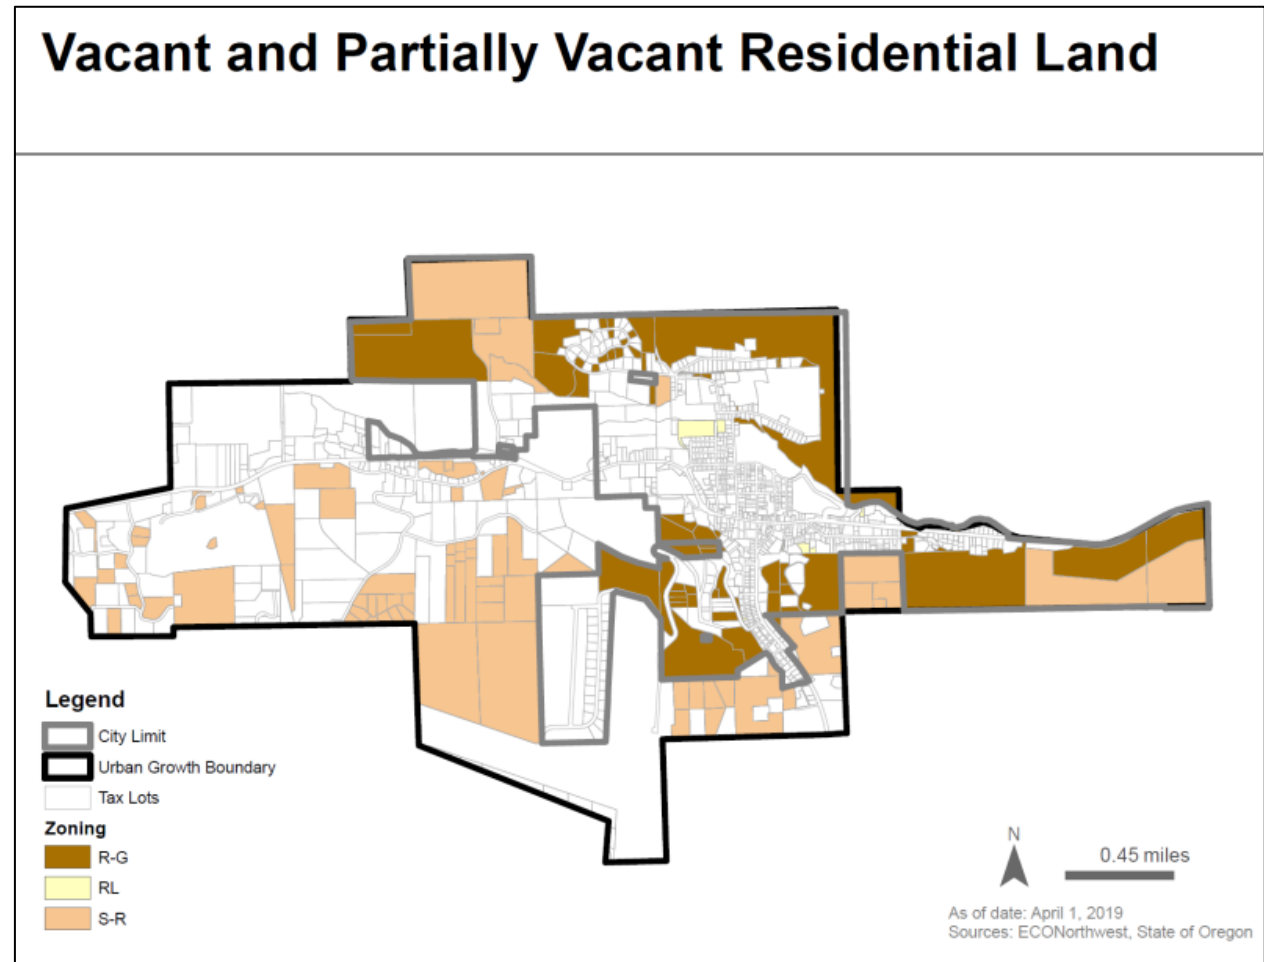 Vacant and Partially Vacant Residential Land
Legend
City Limit
Urban Growth Boundary
Tax Lots
Zoning
R-G
RL
S-R
N
0.45 miles
As of date: April 1, 2019
Sources: ECONorthwest, State of Oregon